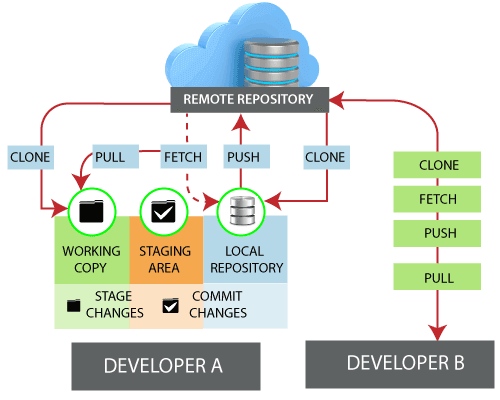 REMOTE REPOSITORY
CLONE
PULL
FETCH
PUSH
CLONE
CLONE
FETCH
PUSH
PULL
WORKING
COPY
STAGING
AREA
LOCAL
REPOSITORY
STAGE
CHANGES
COMMIT
CHANGES
DEVELOPER A
DEVELOPER B